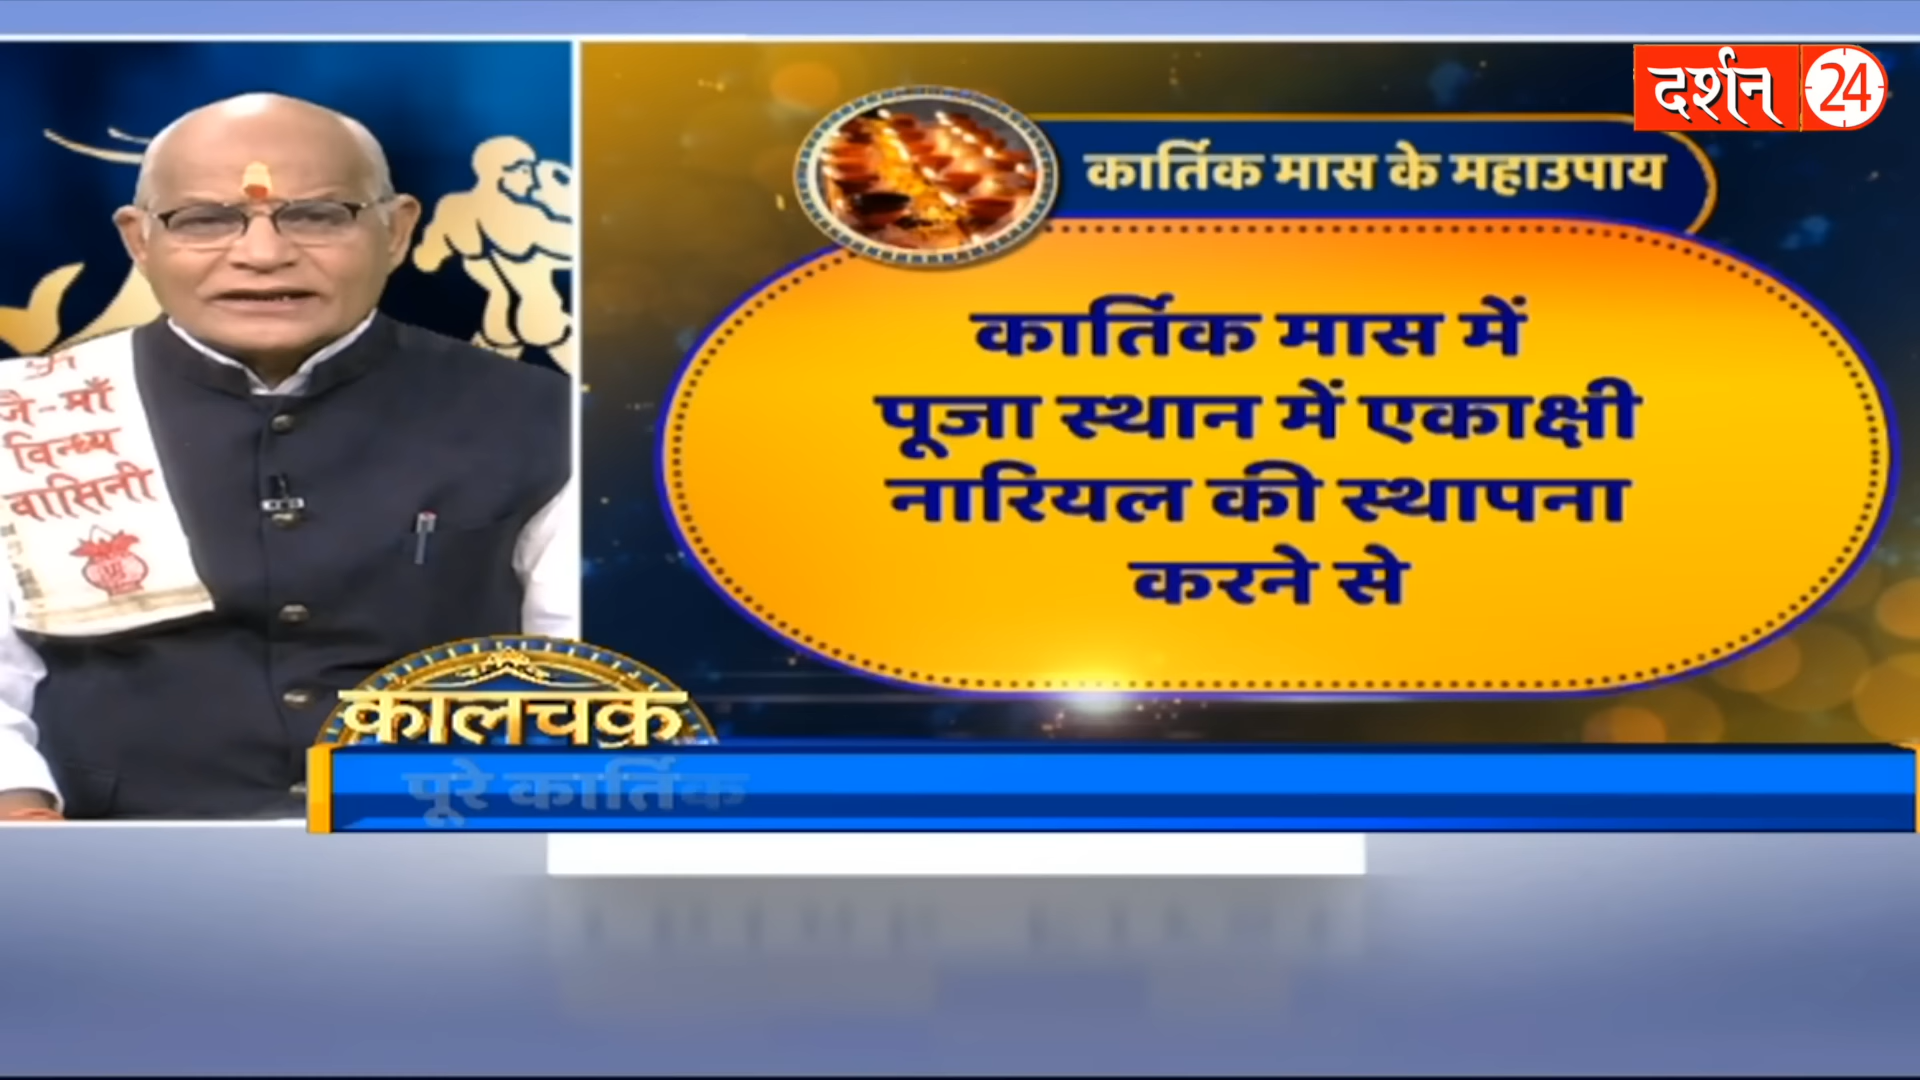 दर्शन 24
कार्तिक मास के महाउपाय
कार्तिक मास में
पूजा स्थान में एकाक्षी
नारियल की स्थापना
करने से
जै-माँ
विन्ध्य
वासिनी
कालचक्र
पूरे कार्तिक